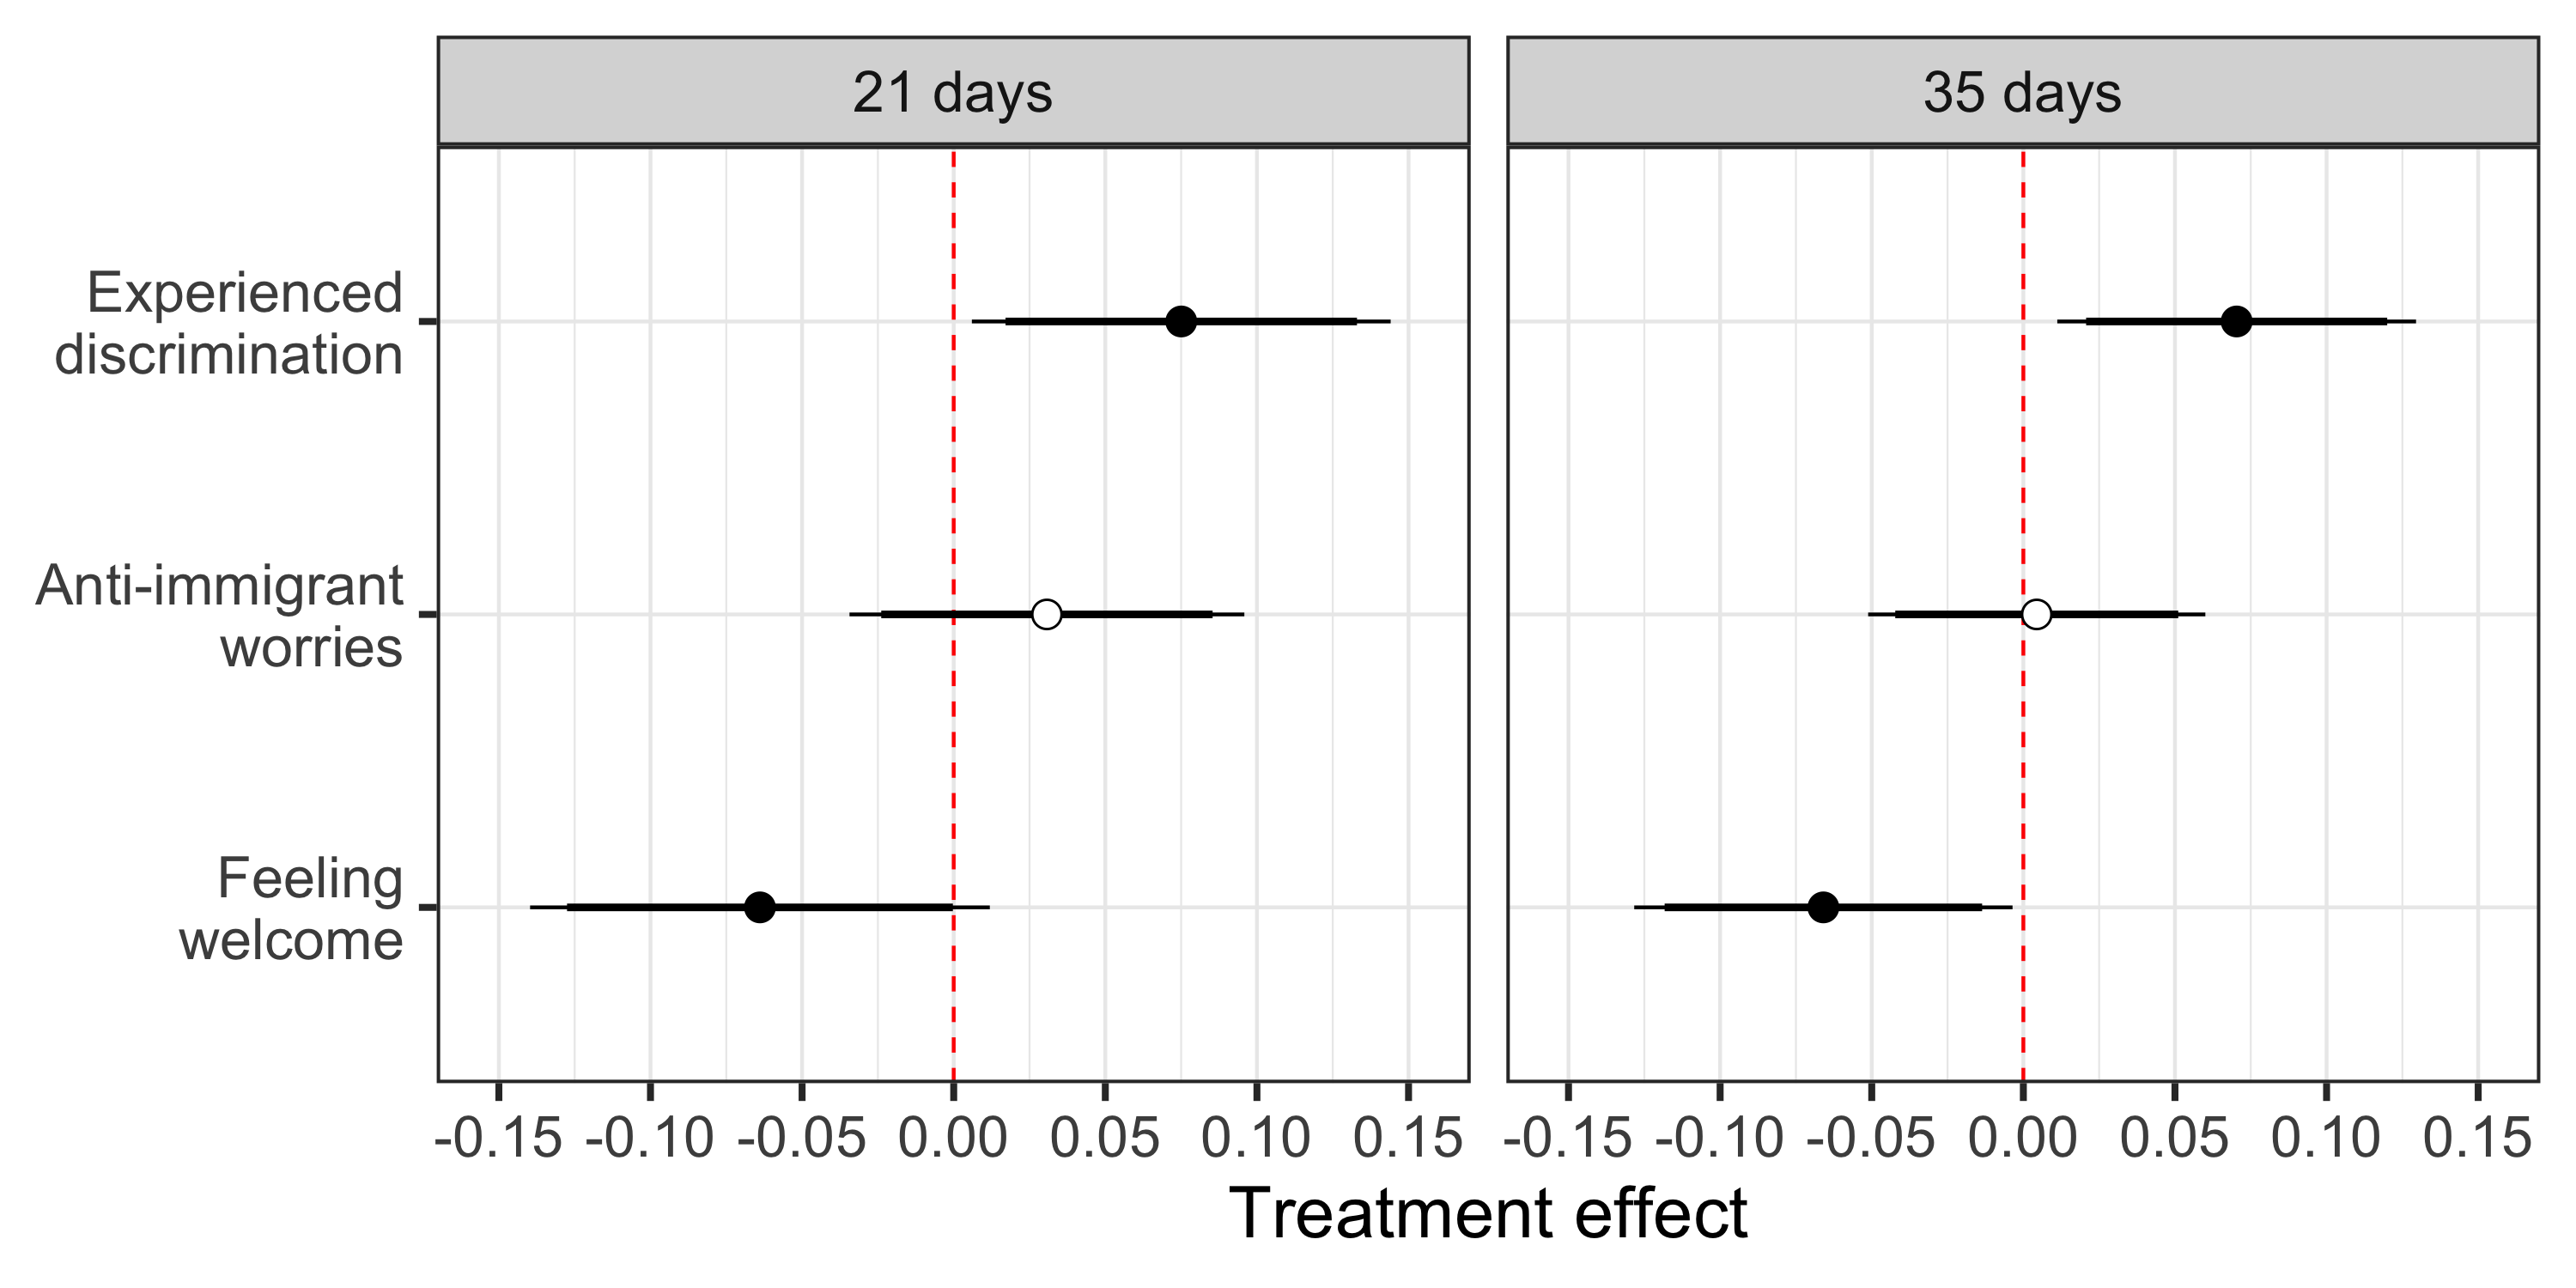 21 days
35 days
Experienced
discrimination
Anti-immigrant
worries
Feeling
welcome
-0.15 -0.10 -0.05 0.00 0.05 0.10 0.15
-0.15 -0.10 -0.05 0.00 0.05 0.10 0.15
Treatment effect